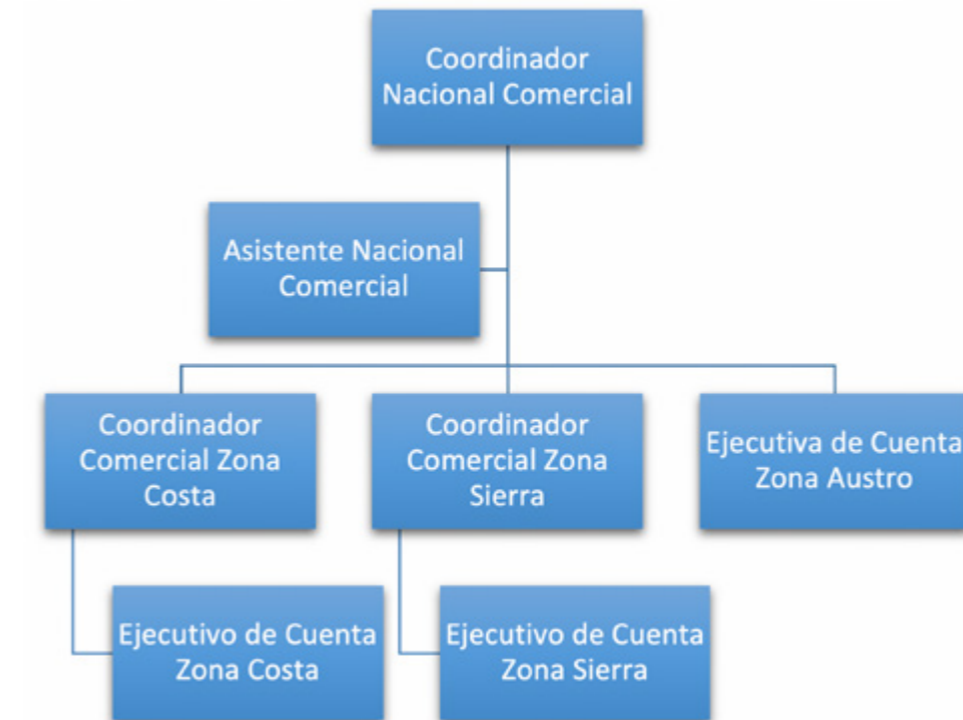 Coordinador
Nacional Comercial
Asistente Nacional
Comercial
Coordinador
Comercial Zona
Costa
Coordinador
Comercial Zona
Sierra
Ejecutiva de Cuenta
Zona Austro
Ejecutivo de Cuenta
Zona Costa
Ejecutivo de Cuenta
Zona Sierra